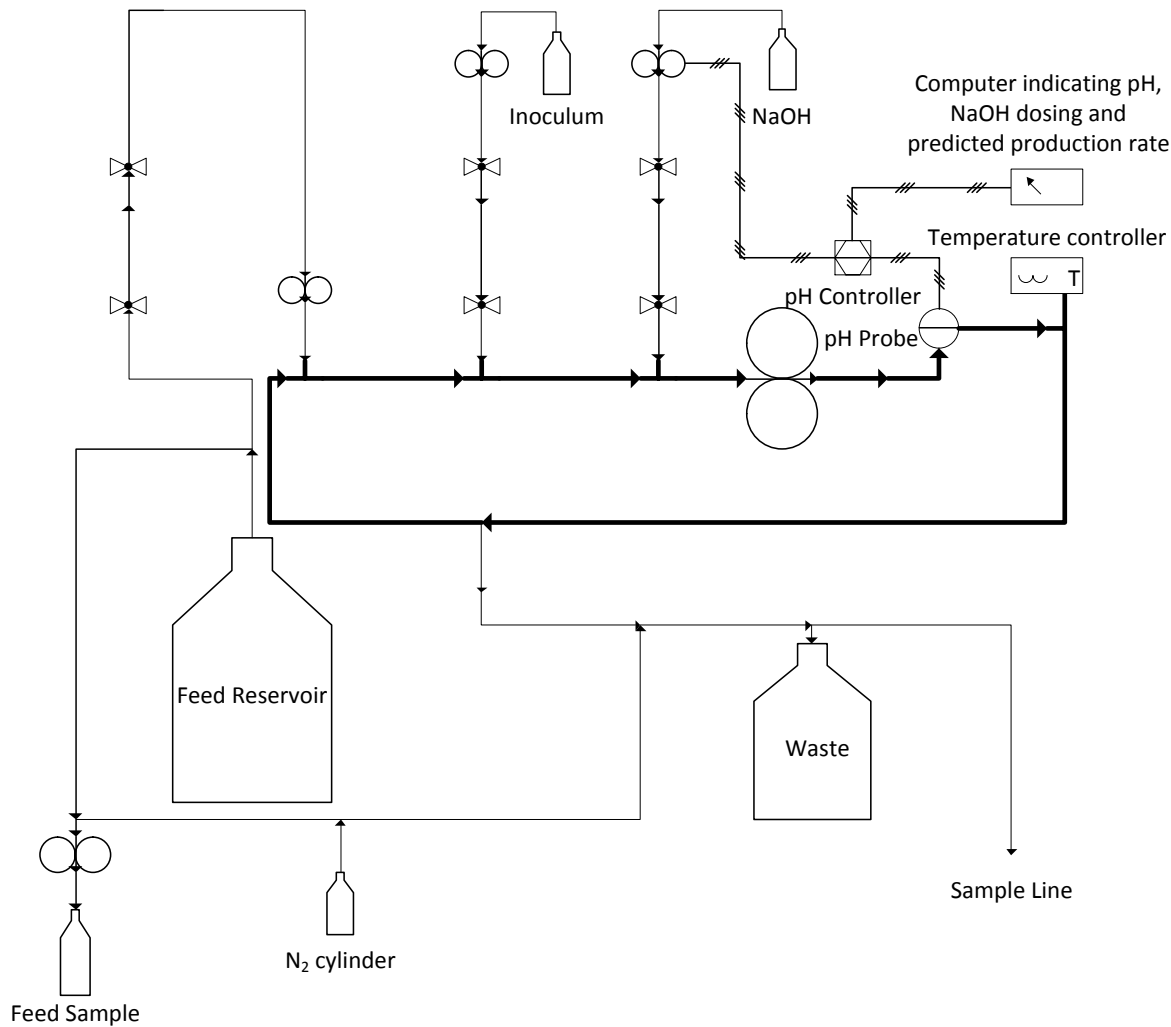 Inoculum
NaOH
Computer indicating pH,
NaOH dosing and
predicted production rate
Temperature controller
T
pH Controller
pH Probe
Feed Reservoir
Waste
Sample Line
N₂ cylinder
Feed Sample